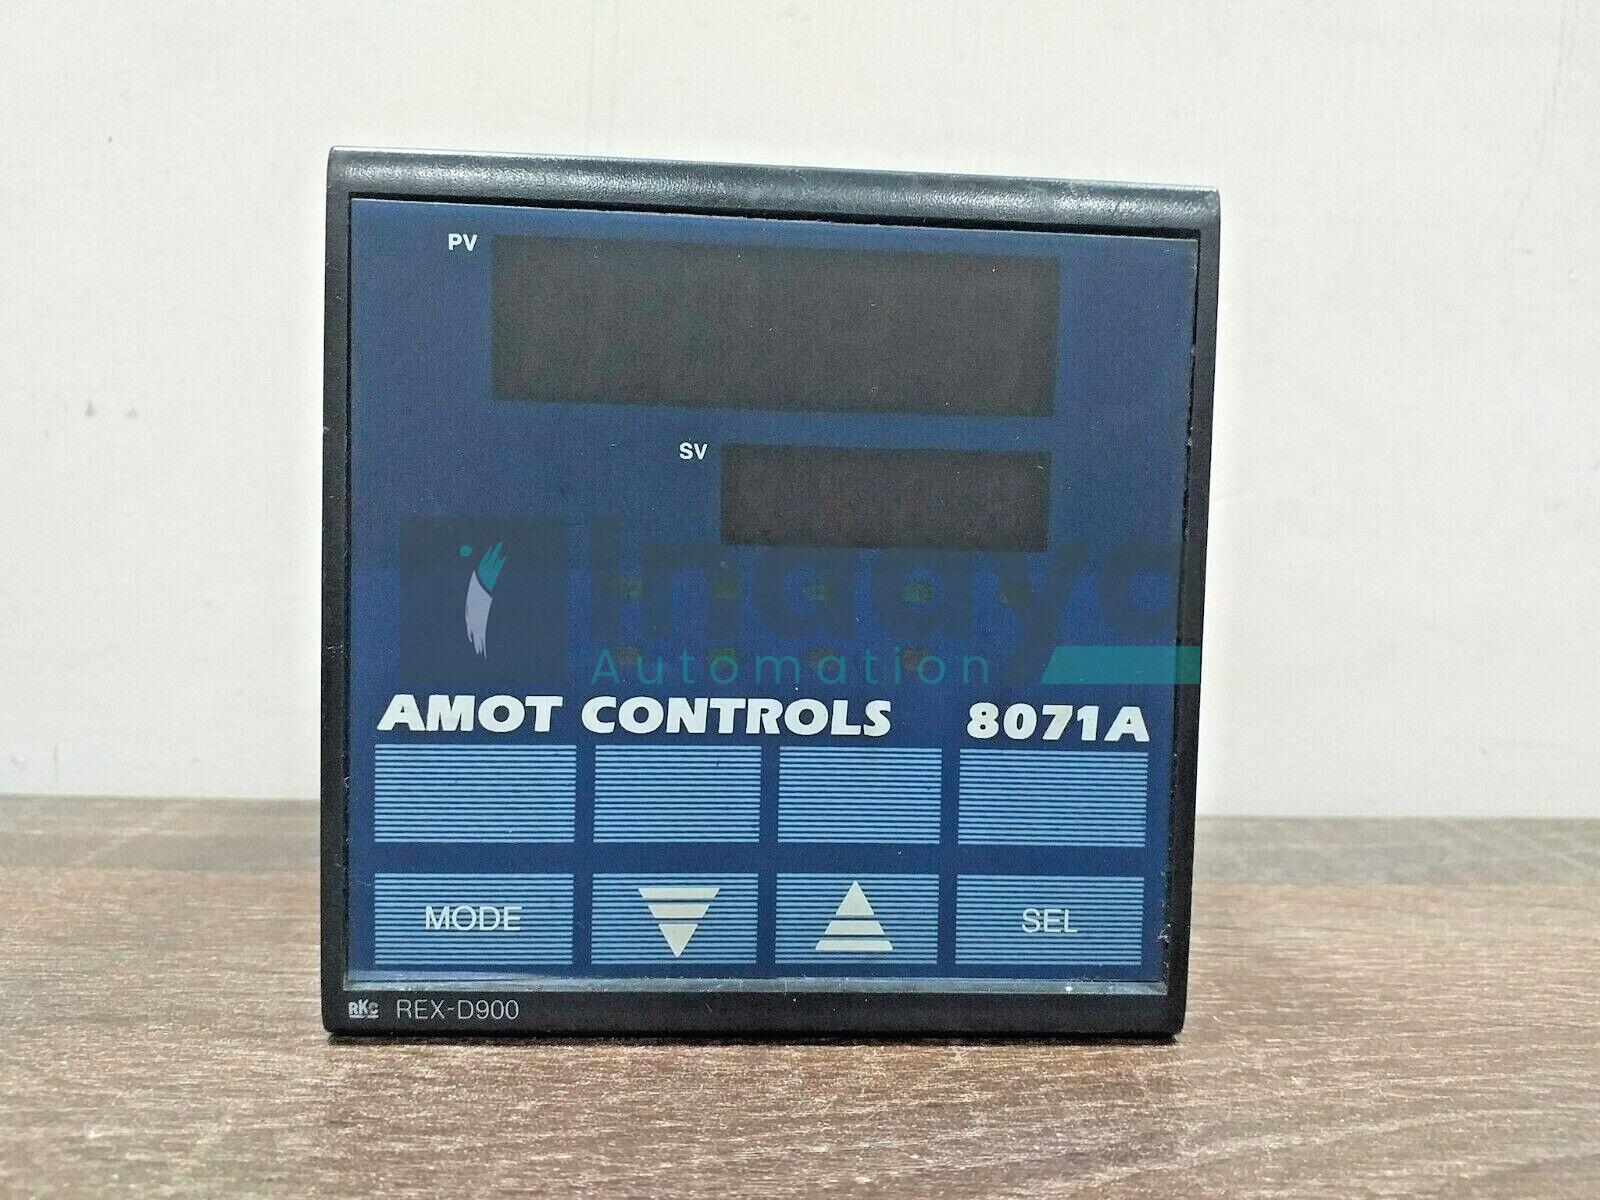 PV
SV
Inaaya
Automation
AMOT CONTROLS 8071A
MODE SEL
RKC REX-D900